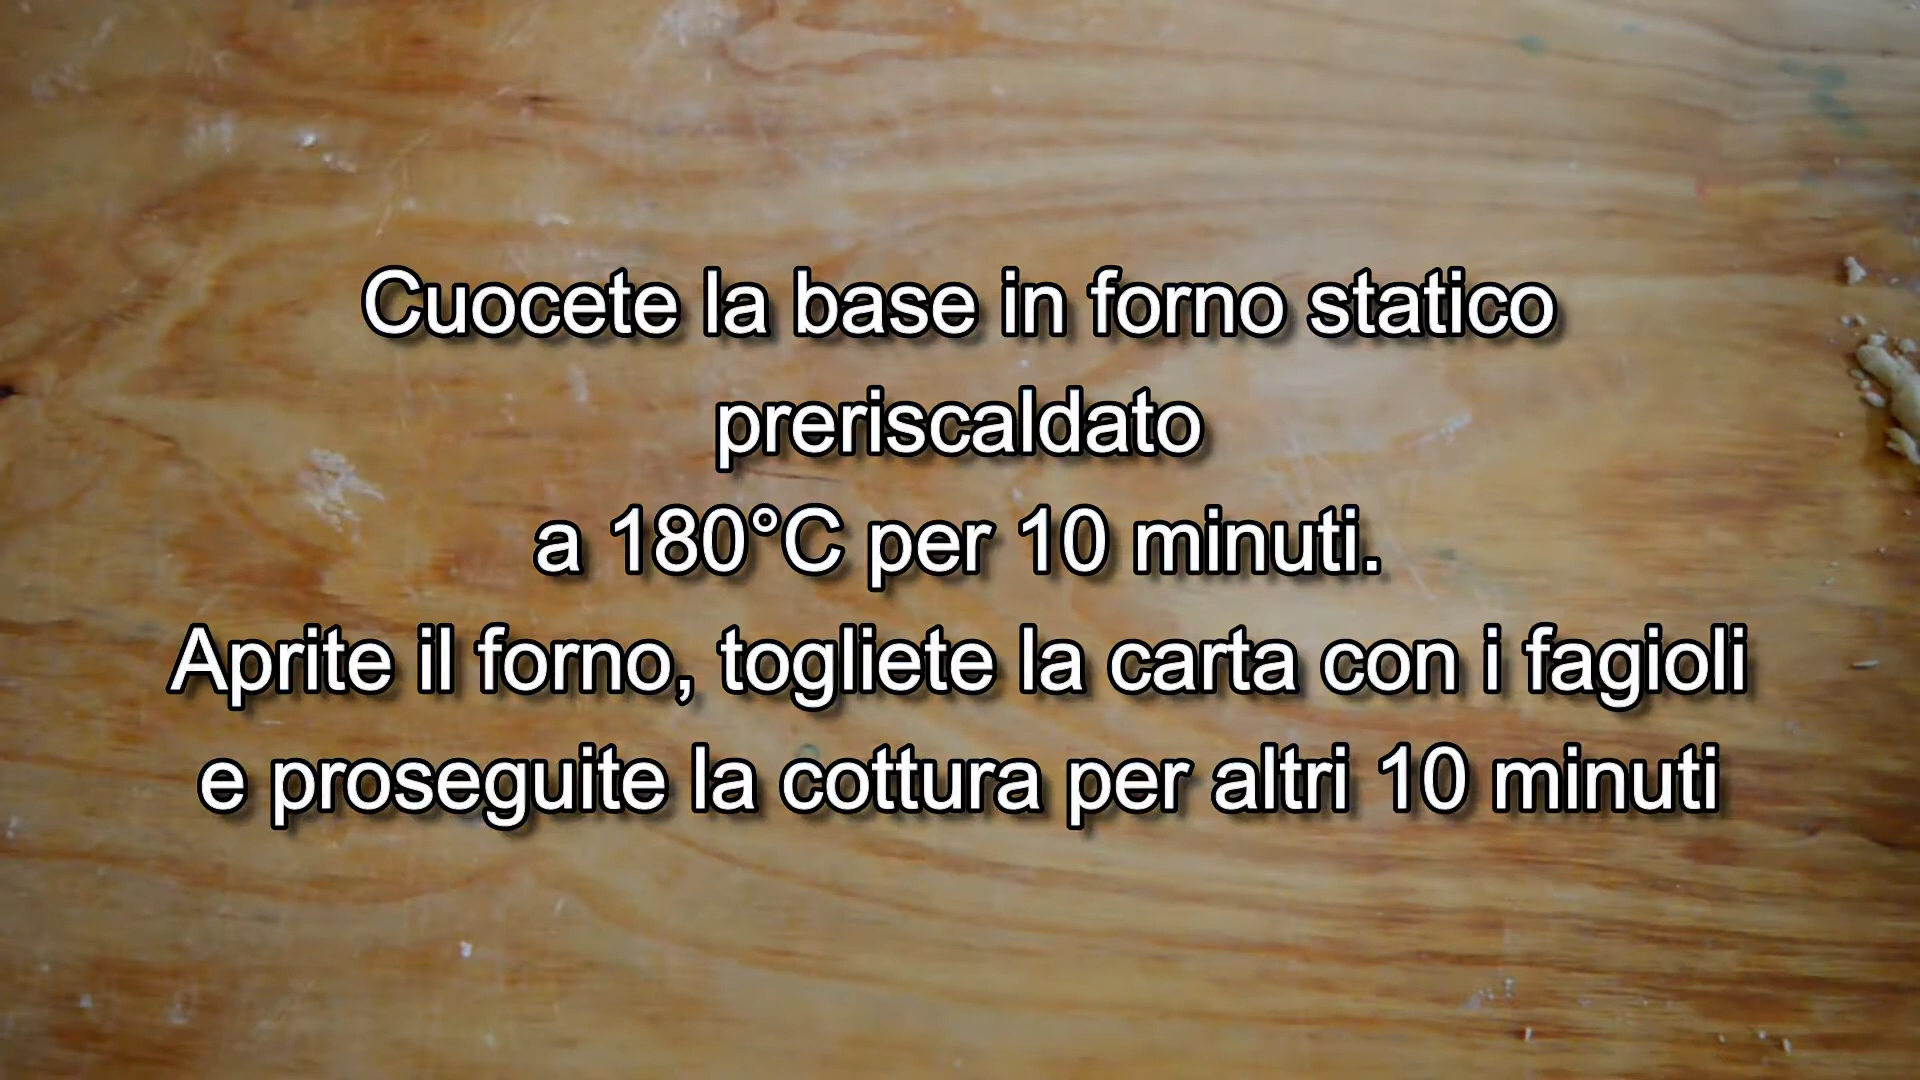 Cuocete la base in forno statico
preriscaldato
a 180°C per 10 minuti.
Aprite il forno, togliete la carta con i fagioli
e proseguite la cottura per altri 10 minuti